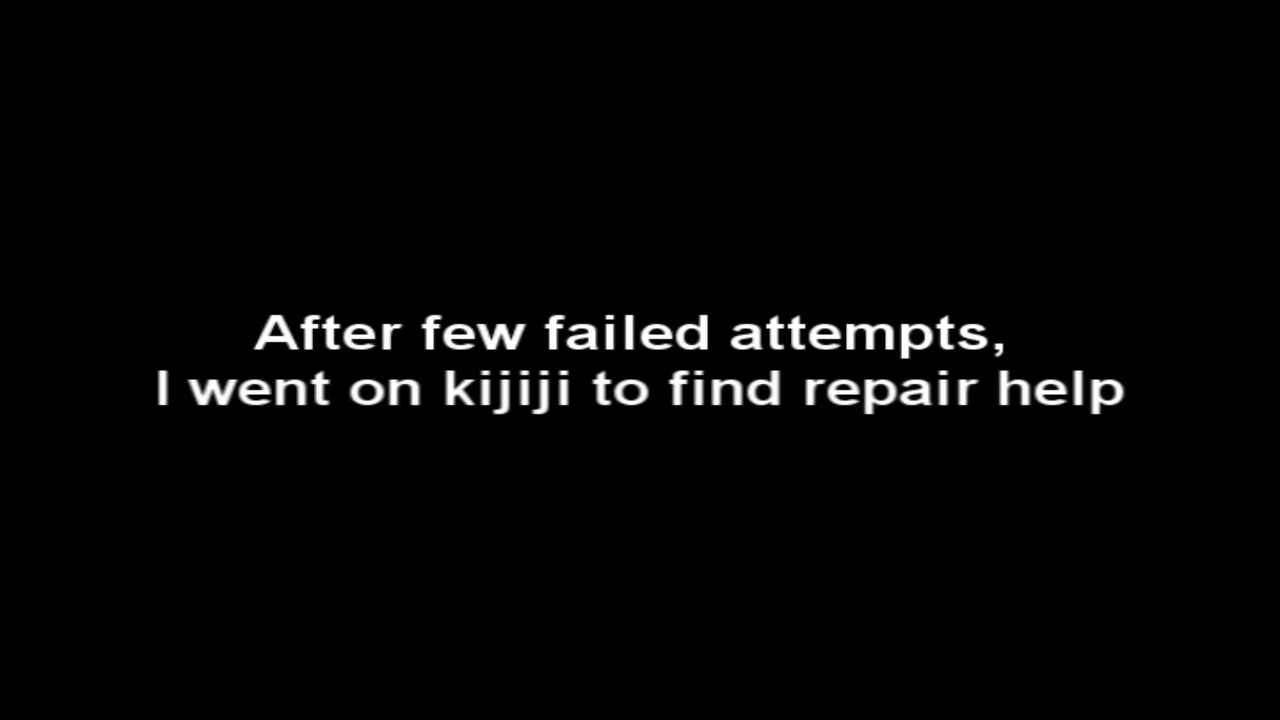 After few failed attempts,
I went on kijiji to find repair help